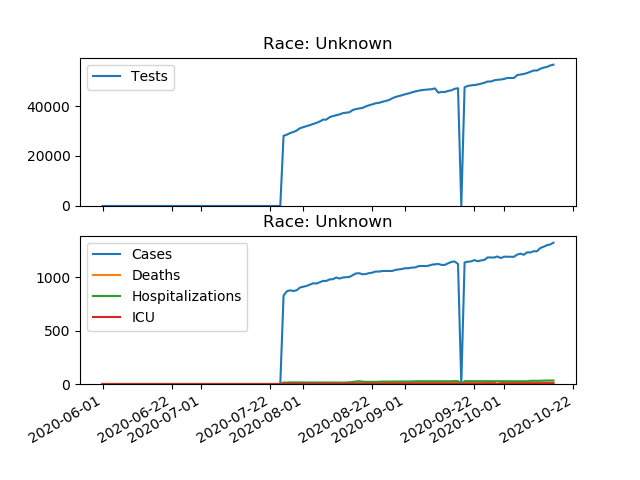 Race: Unknown
Tests
40000
20000
0
Race: Unknown
Cases
Deaths
Hospitalizations
ICU
1000
500
0
2020-06-01
2020-06-22
2020-07-01
2020-07-22
2020-08-01
2020-08-22
2020-09-01
2020-09-22
2020-10-01
2020-10-22